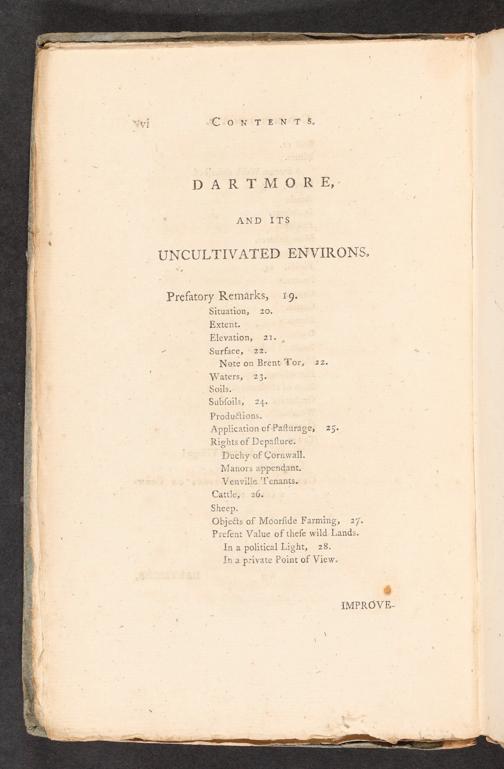 vi CONTENTS.
DARTMORE,
AND ITS
UNCULTIVATED ENVIRONS.
Prefatory Remarks, 19.
Situation, 20.
Extent.
Elevation, 21.
Surface, 22.
Note on Brent Tor, 22.
Waters, 23.
Soils.
Subſoils, 24.
Productions.
Application of Paſturage, 25.
Rights of Depaſture.
Duchy of Cornwall.
Manors appendant.
Venville Tenants.
Cattle, 26.
Sheep.
Objects of Moorſide Farming, 27.
Preſent Value of theſe wild Lands.
In a political Light, 28.
In a private Point of View.
IMPROVE-